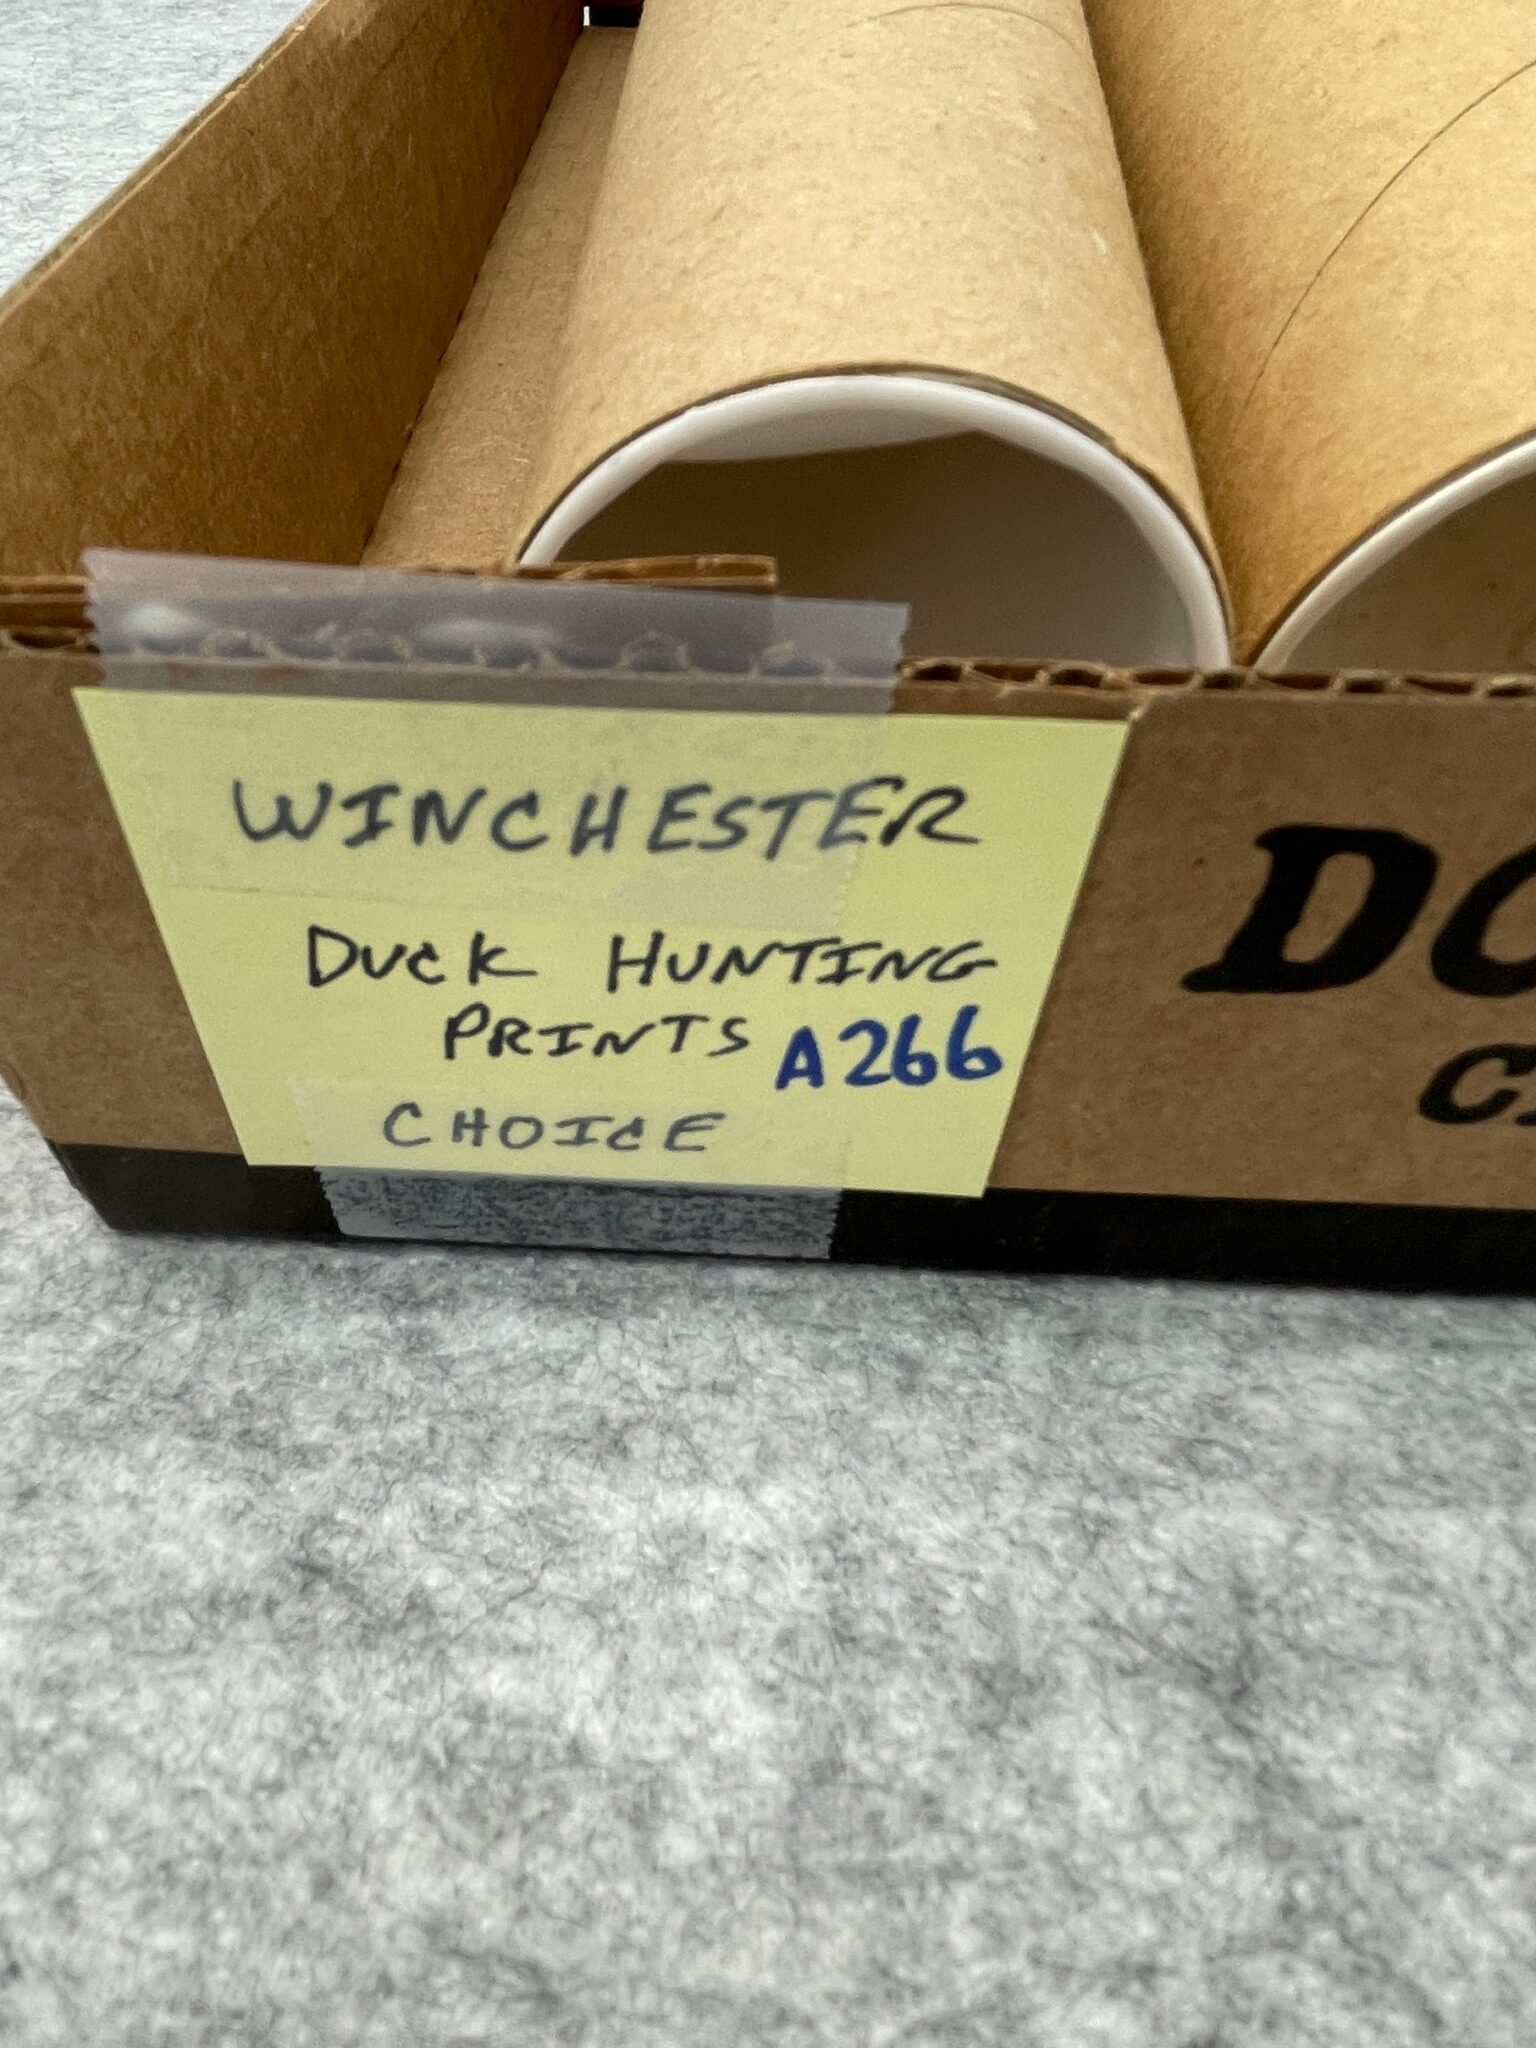 WINCHESTER
DUCK HUNTING
PRINTS A266
CHOICE